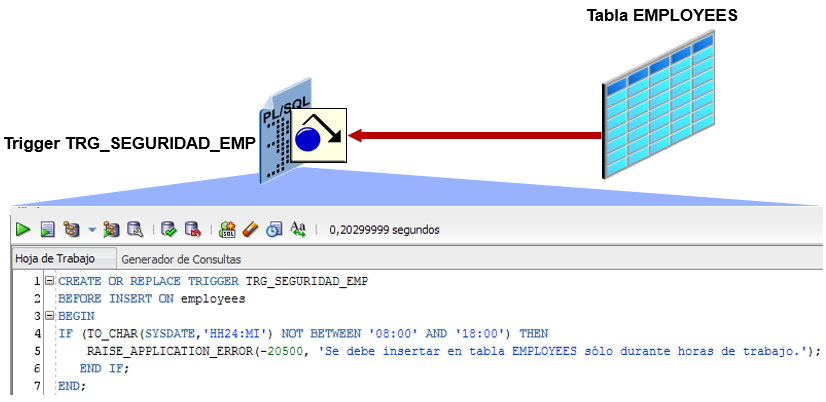 Tabla EMPLOYEES
PL/SQL
Trigger TRG_SEGURIDAD_EMP
SQL
Aa
0,20299999 segundos
Hoja de Trabajo
Generador de Consultas
1 CREATE OR REPLACE TRIGGER TRG_SEGURIDAD_EMP
2 BEFORE INSERT ON employees
3 BEGIN
4 IF (TO_CHAR(SYSDATE,'HH24:MI') NOT BETWEEN '08:00' AND '18:00') THEN
5 RAISE_APPLICATION_ERROR(-20500, 'Se debe insertar en tabla EMPLOYEES sólo durante horas de trabajo.');
6 END IF;
7 END;